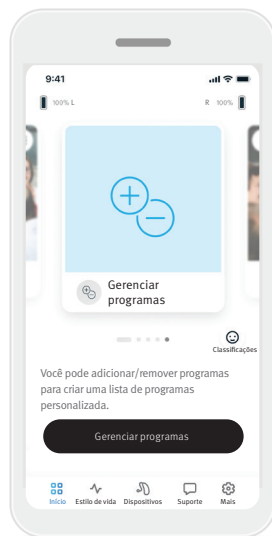 9:41
100% L
R 100%
Gerenciar
programas
Classificações
Você pode adicionar/remover programas
para criar uma lista de programas
personalizada.
Gerenciar programas
Início Estilo de vida Dispositivos Suporte Mais